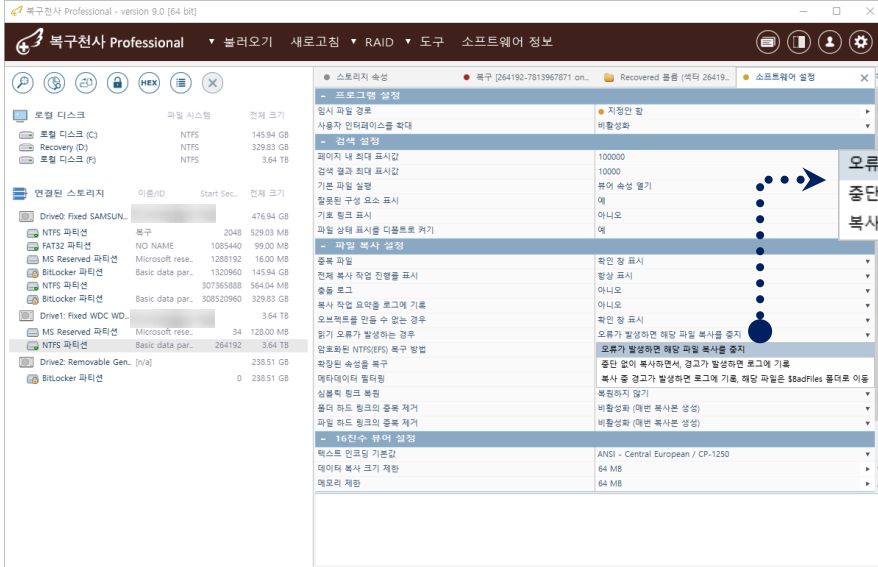 복구천사 Professional - version 9.0 [64 bit]
복구천사 Professional ▼ 불러오기 새로고침 ▼ RAID ▼ 도구 소프트웨어 정보
HEX
스토리지 속성 복구 [264192-7813967871 on.. Recovered 볼륨 (섹터 26419.. 소프트웨어 설정
로컬 디스크 파일 시스템 전체 크기
로컬 디스크 (C:) NTFS 145.94 GB
Recovery (D:) NTFS 329.83 GB
로컬 디스크 (F:) NTFS 3.64 TB
연결된 스토리지 이름/ID Start Sec.. 전체 크기
Drive0: Fixed SAMSUN.. 476.94 GB
NTFS 파티션 복구 2048 529.03 MB
FAT32 파티션 NO NAME 1085440 99.00 MB
MS Reserved 파티션 Microsoft rese.. 1288192 16.00 MB
BitLocker 파티션 Basic data par.. 1320960 145.94 GB
NTFS 파티션 307365888 564.04 MB
BitLocker 파티션 Basic data par.. 308520960 329.83 GB
Drive1: Fixed WDC WD.. 3.64 TB
MS Reserved 파티션 Microsoft rese.. 34 128.00 MB
NTFS 파티션 Basic data par.. 264192 3.64 TB
Drive2: Removable Gen.. [n/a] 238.51 GB
BitLocker 파티션 0 238.51 GB
- 프로그램 설정
임시 파일 경로 지정안 함
사용자 인터페이스를 확대 비활성화
- 검색 설정
페이지 내 최대 표시값 100000
검색 결과 최대 표시값 10000
기본 파일 실행 뷰어 속성 열기
잘못된 구성 요소 표시 예
기호 링크 표시 아니오
파일 상태 표시를 디폴트로 켜기 예
- 파일 복사 설정
중복 파일 확인 창 표시
전체 복사 작업 진행률 표시 항상 표시
충돌 로그 아니오
복사 작업 요약을 로그에 기록 아니오
오브젝트를 만들 수 없는 경우 확인 창 표시
읽기 오류가 발생하는 경우 오류가 발생하면 해당 파일 복사를 중지
암호화된 NTFS(EFS) 복구 방법 오류가 발생하면 해당 파일 복사를 중지
확장된 속성을 복구 중단 없이 복사하면서, 경고가 발생하면 로그에 기록
메타데이터 필터링 복사 중 경고가 발생하면 로그에 기록, 해당 파일은 $BadFiles 폴더로 이동
심볼릭 링크 복원 복원하지 않기
폴더 하드 링크의 중복 제거 비활성화 (매번 복사본 생성)
파일 하드 링크의 중복 제거 비활성화 (매번 복사본 생성)
- 16진수 뷰어 설정
텍스트 인코딩 기본값 ANSI - Central European / CP-1250
데이터 복사 크기 제한 64 MB
메모리 제한 64 MB
오류
중단
복사